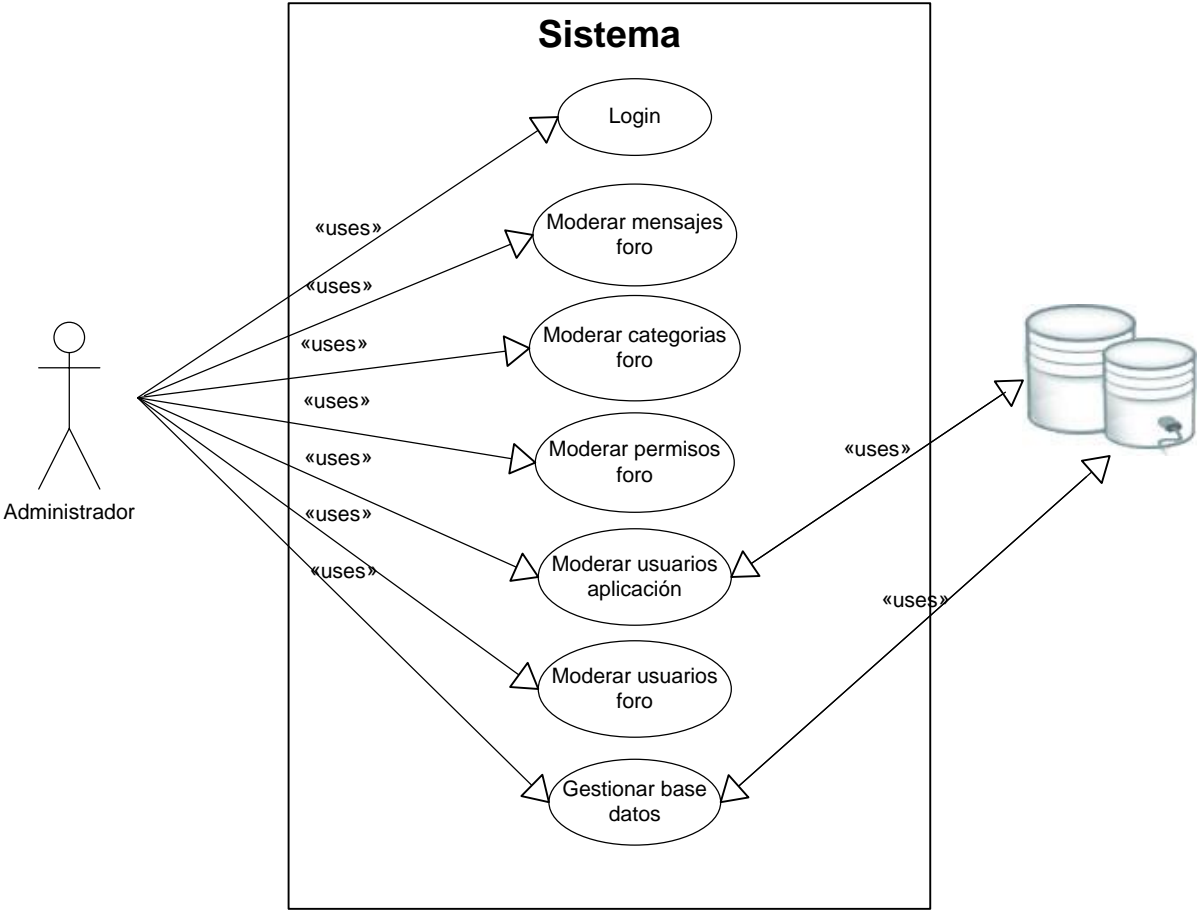 Sistema
Login
«uses»
Moderar mensajes
foro
«uses»
Moderar categorias
foro
«uses»
Moderar permisos
foro
«uses»
Moderar usuarios
aplicación
«uses»
«uses»
Moderar usuarios
foro
«uses»
Gestionar base
datos
«uses»
«uses»
Administrador